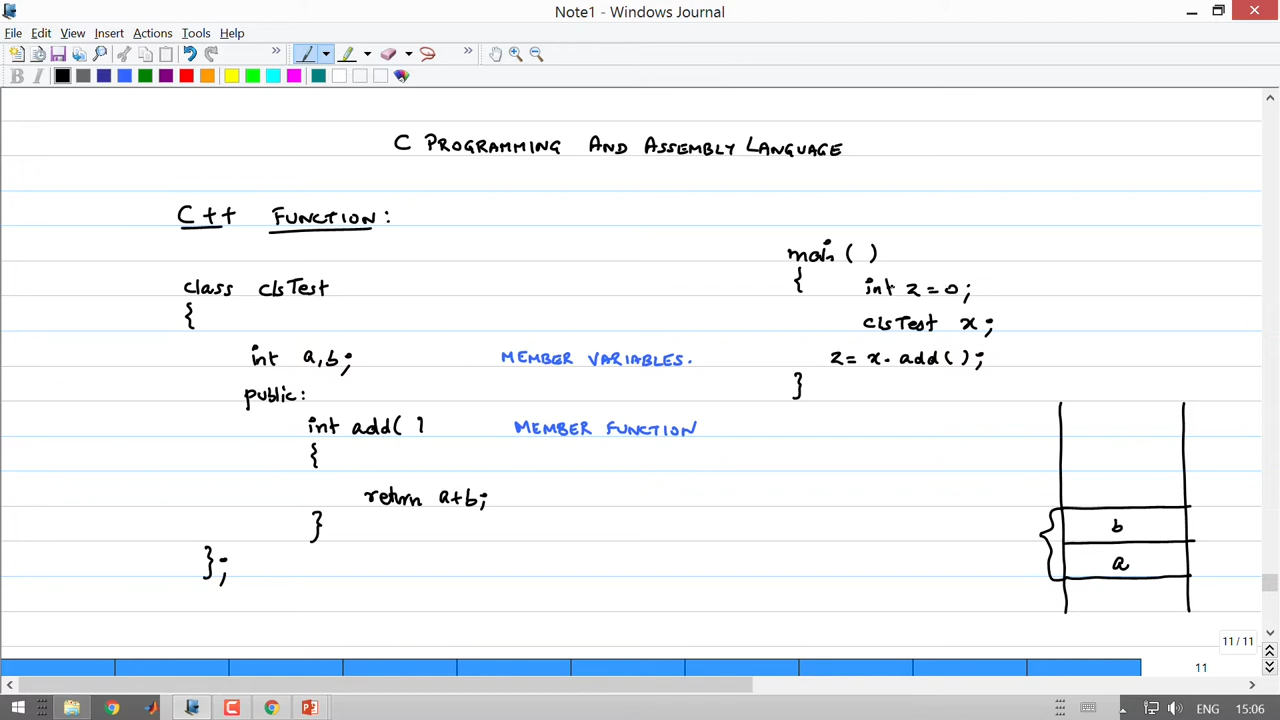 Note1 - Windows Journal
File Edit View Insert Actions Tools Help
B I
C PROGRAMMING AND ASSEMBLY LANGUAGE
C++ FUNCTION:
class clsTest
{
int a,b; MEMBER VARIABLES.
public:
int add( ) MEMBER FUNCTION
{
return a+b;
}
};
main ( )
{ int z=0;
clsTest x;
z= x. add( );
}
b
a
11/11
11
ENG 15:06